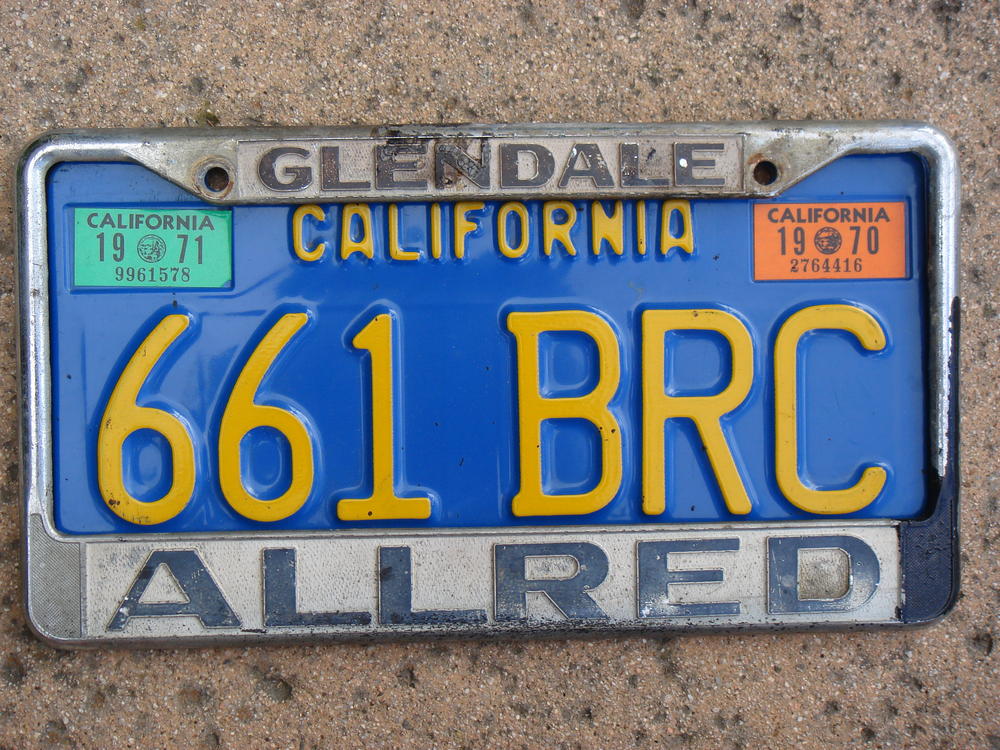 GLENDALE
CALIFORNIA
CALIFORNIA
19 71
9961578
CALIFORNIA
19 70
2764416
661 BRC
ALLRED